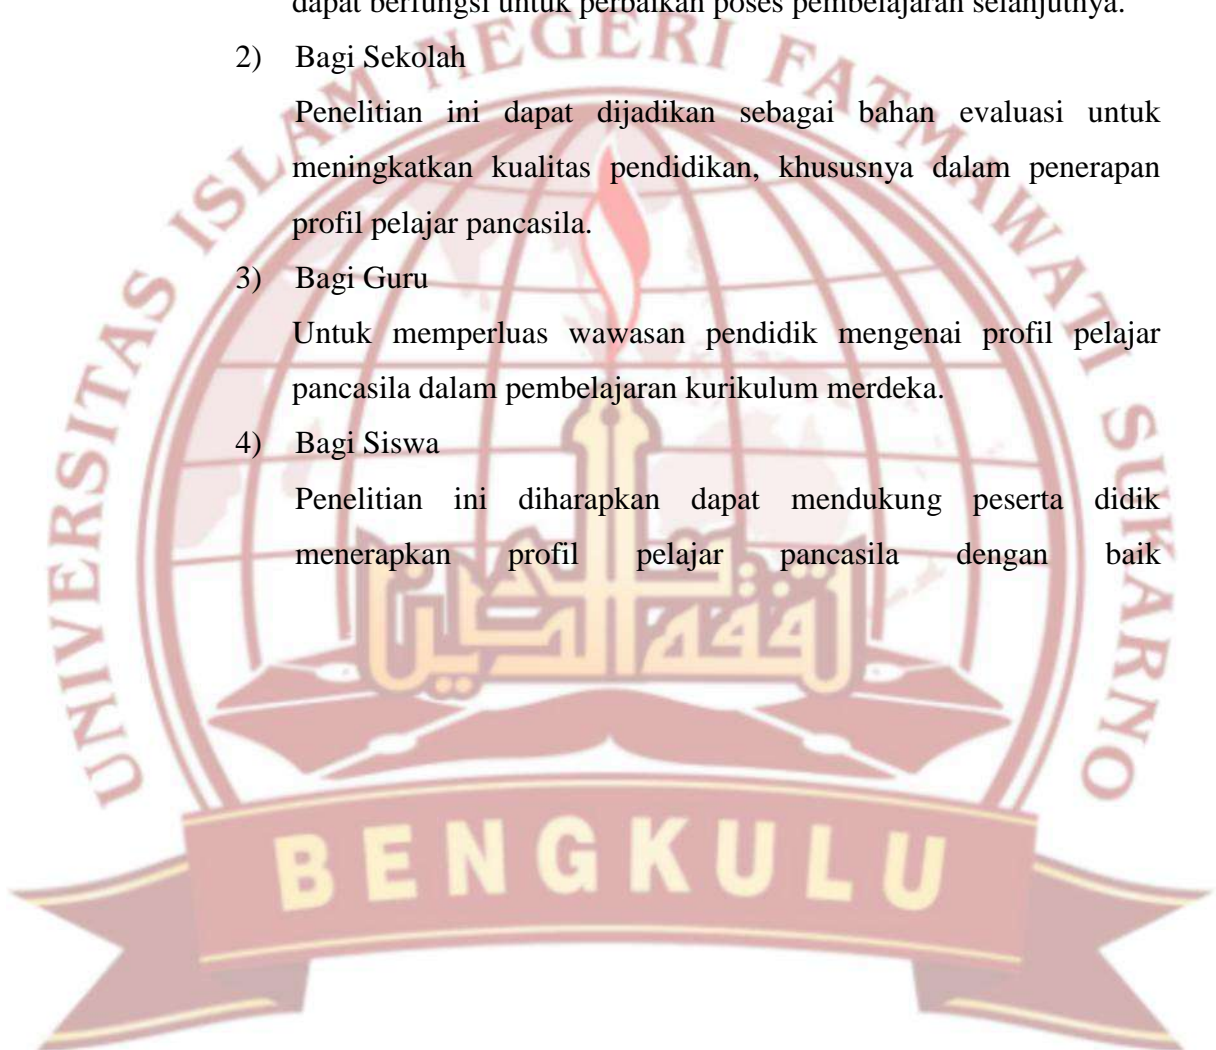 dapat berfungsi untuk perbaikan poses pembelajaran selanjutnya.
2) Bagi Sekolah
Penelitian ini dapat dijadikan sebagai bahan evaluasi untuk
meningkatkan kualitas pendidikan, khususnya dalam penerapan
profil pelajar pancasila.
3) Bagi Guru
Untuk memperluas wawasan pendidik mengenai profil pelajar
pancasila dalam pembelajaran kurikulum merdeka.
4) Bagi Siswa
Penelitian ini diharapkan dapat mendukung peserta didik
menerapkan profil pelajar pancasila dengan baik
UNIVERSITAS ISLAM NEGERI FATMAWATI SUKARNO
BENGKULU